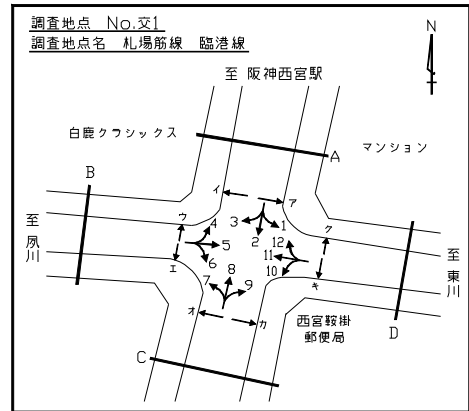 調査地点 No.交1
調査地点名 札場筋線 臨港線
N
至 阪神西宮駅
白鹿クラシックス
マンション
A
B
イ
ア
ウ
4
3
2
1
ク
12
至 夙川
5
11
至 東川
エ
6
10
キ
7
8
9
オ
カ
西宮鞍掛
郵便局
D
C